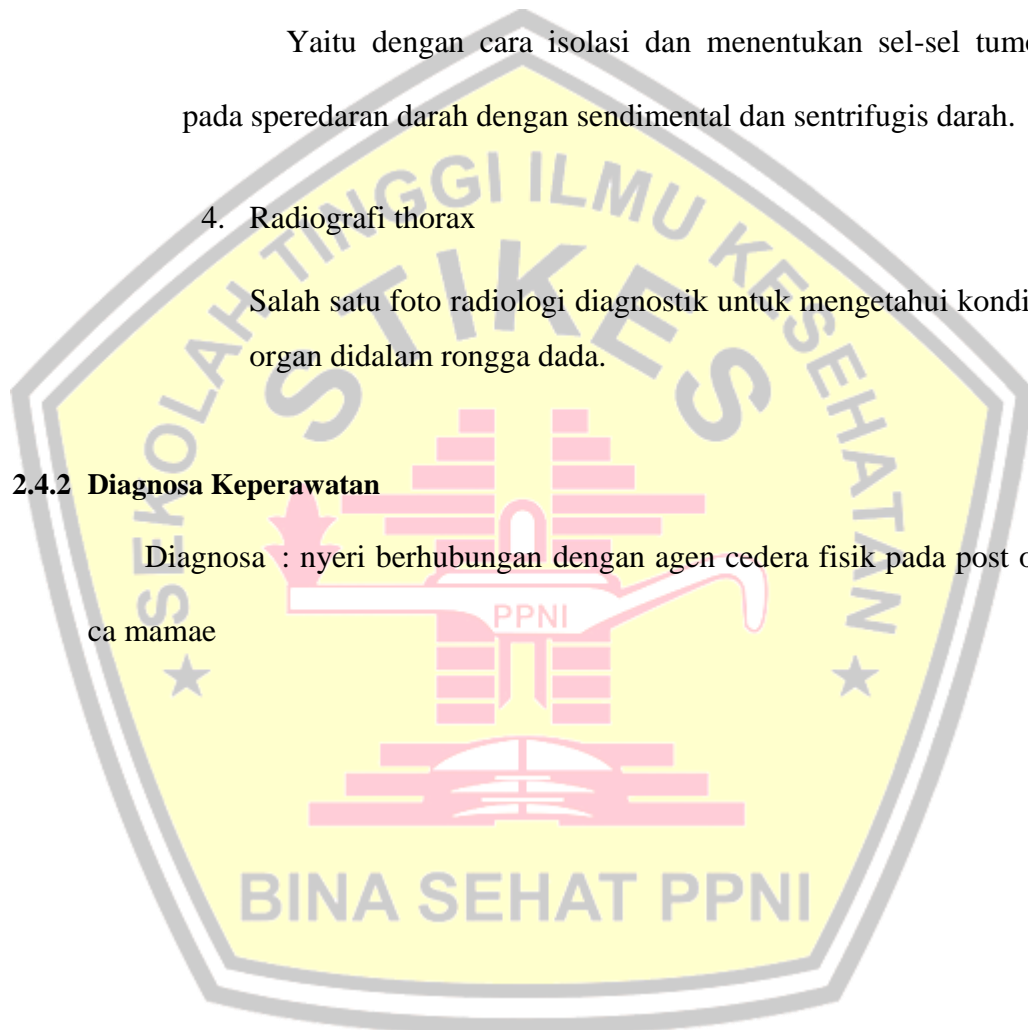 Yaitu dengan cara isolasi dan menentukan sel-sel
pada speredaran darah dengan sendimental dan sentrifugis darah.
4. Radiografi thorax
Salah satu foto radiologi diagnostik untuk mengetahui
organ didalam rongga dada.
2.4.2 Diagnosa Keperawatan
Diagnosa : nyeri berhubungan dengan agen cedera fisik pada post
ca mamae
SEKOLAH TINGGI ILMU KESEHATAN
STIKES
PPNI
BINA SEHAT PPNI